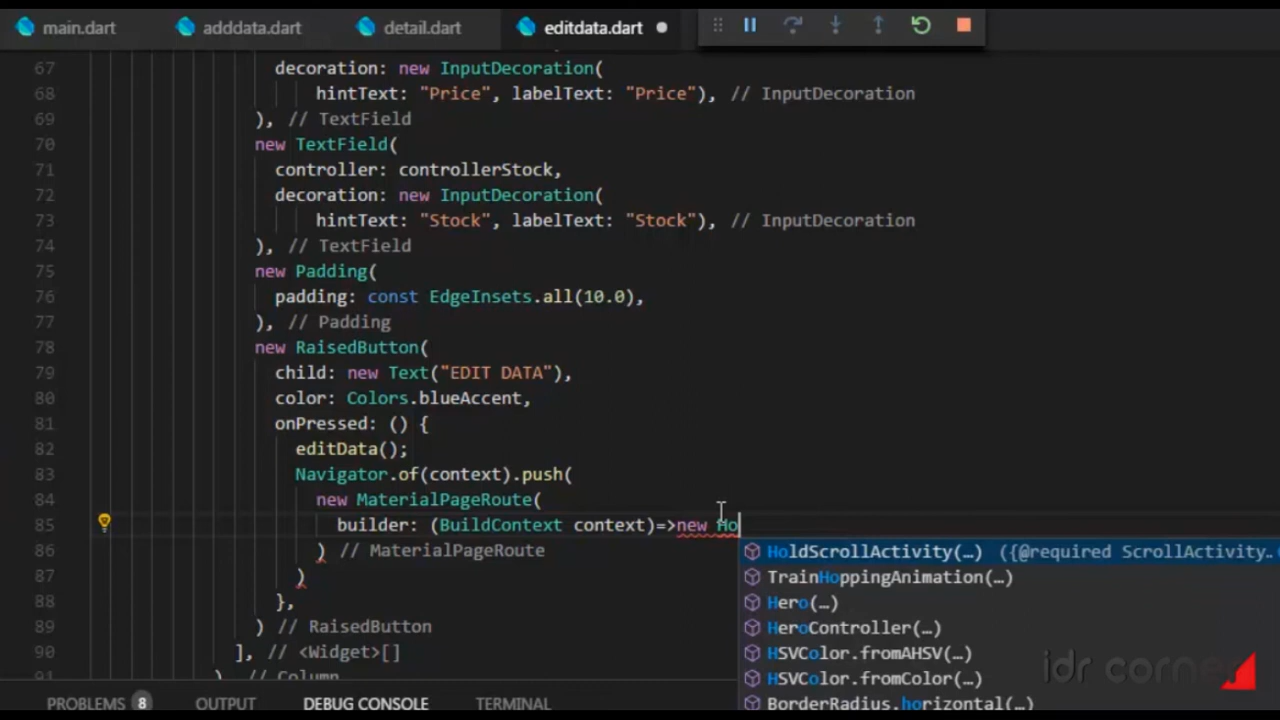 main.dart adddata.dart detail.dart editdata.dart
67 decoration: new InputDecoration(
68 hintText: "Price", labelText: "Price"), // InputDecoration
69 ), // TextField
70 new TextField(
71 controller: controllerStock,
72 decoration: new InputDecoration(
73 hintText: "Stock", labelText: "Stock"), // InputDecoration
74 ), // TextField
75 new Padding(
76 padding: const EdgeInsets.all(10.0),
77 ), // Padding
78 new RaisedButton(
79 child: new Text("EDIT DATA"),
80 color: Colors.blueAccent,
81 onPressed: () {
82 editData();
83 Navigator.of(context).push(
84 new MaterialPageRoute(
85 builder: (BuildContext context)=>new Ho
HoldScrollActivity(…) ({@required ScrollActivity…
86 ) // MaterialPageRoute
TrainHoppingAnimation(…)
87 )
Hero(…)
88 },
HeroController(…)
89 ) // RaisedButton
HSVColor.fromAHSV(…)
90 ], // <Widget>[]
HSVColor.fromColor(…)
91 ) // Column
BorderRadius.horizontal(…)
idr corner
PROBLEMS 8 OUTPUT DEBUG CONSOLE TERMINAL